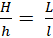 H/h = L/l